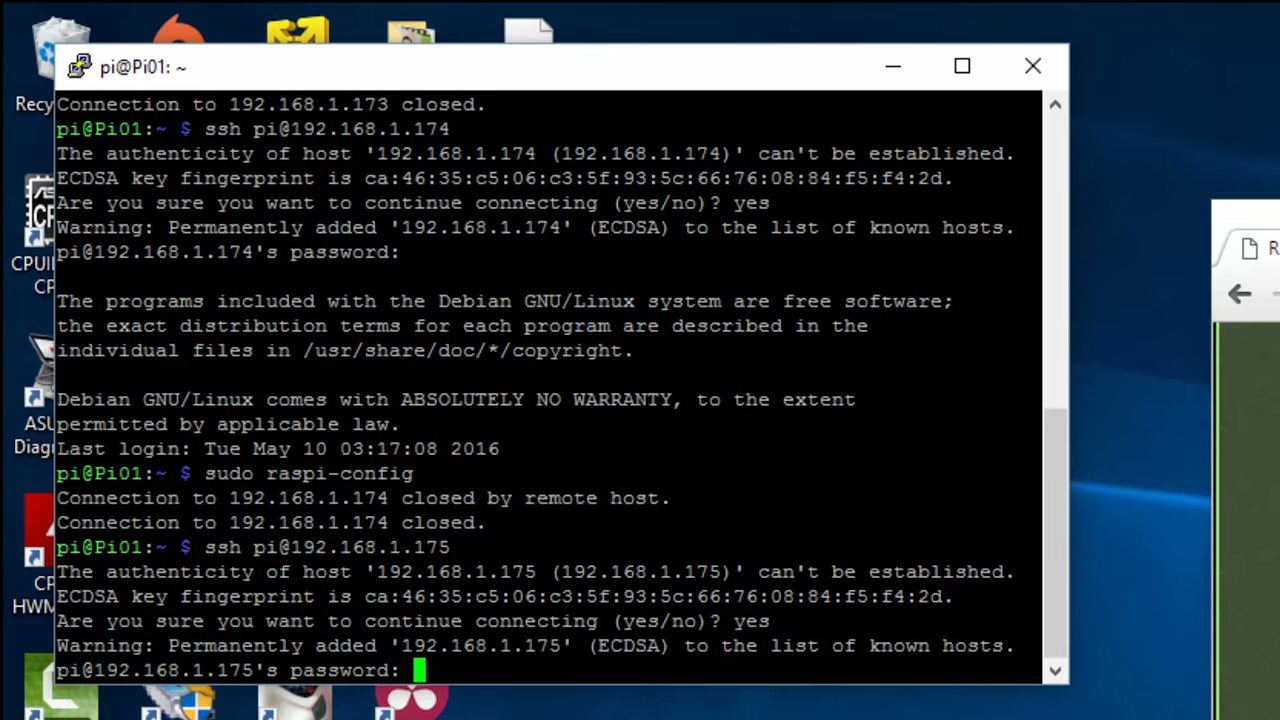 pi@Pi01: ~
Recy
Connection to 192.168.1.173 closed.
pi@Pi01:~ $ ssh pi@192.168.1.174
The authenticity of host '192.168.1.174 (192.168.1.174)' can't be established.
ECDSA key fingerprint is ca:46:35:c5:06:c3:5f:93:5c:66:76:08:84:f5:f4:2d.
Are you sure you want to continue connecting (yes/no)? yes
Warning: Permanently added '192.168.1.174' (ECDSA) to the list of known hosts.
pi@192.168.1.174's password:
The programs included with the Debian GNU/Linux system are free software;
the exact distribution terms for each program are described in the
individual files in /usr/share/doc/*/copyright.
Debian GNU/Linux comes with ABSOLUTELY NO WARRANTY, to the extent
permitted by applicable law.
Last login: Tue May 10 03:17:08 2016
pi@Pi01:~ $ sudo raspi-config
Connection to 192.168.1.174 closed by remote host.
Connection to 192.168.1.174 closed.
pi@Pi01:~ $ ssh pi@192.168.1.175
The authenticity of host '192.168.1.175 (192.168.1.175)' can't be established.
ECDSA key fingerprint is ca:46:35:c5:06:c3:5f:93:5c:66:76:08:84:f5:f4:2d.
Are you sure you want to continue connecting (yes/no)? yes
Warning: Permanently added '192.168.1.175' (ECDSA) to the list of known hosts.
pi@192.168.1.175's password:
CPUI
CP
ASU
Diagn
CP
HWM
R